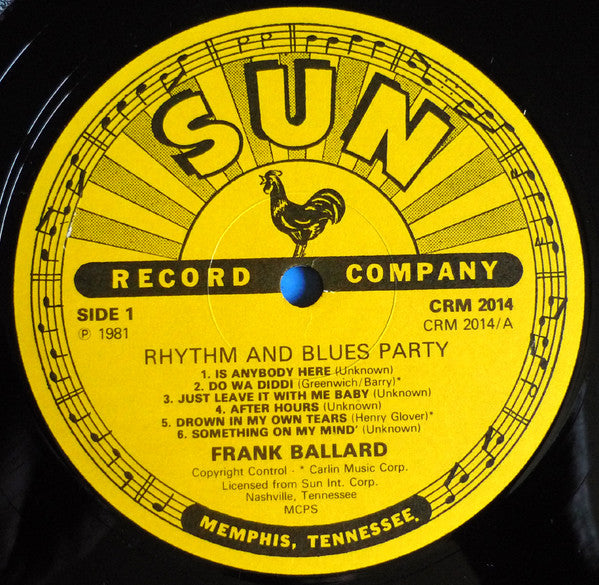 SUN
RECORD COMPANY
SIDE 1 CRM 2014
℗ 1981 CRM 2014/A
RHYTHM AND BLUES PARTY
1. IS ANYBODY HERE (Unknown)
2. DO WA DIDDI (Greenwich/Barry)*
3. JUST LEAVE IT WITH ME BABY (Unknown)
4. AFTER HOURS (Unknown)
5. DROWN IN MY OWN TEARS (Henry Glover)*
6. SOMETHING ON MY MIND' (Unknown)
FRANK BALLARD
Copyright Control - * Carlin Music Corp.
Licensed from Sun Int. Corp.
Nashville, Tennessee
MCPS
MEMPHIS, TENNESSEE.